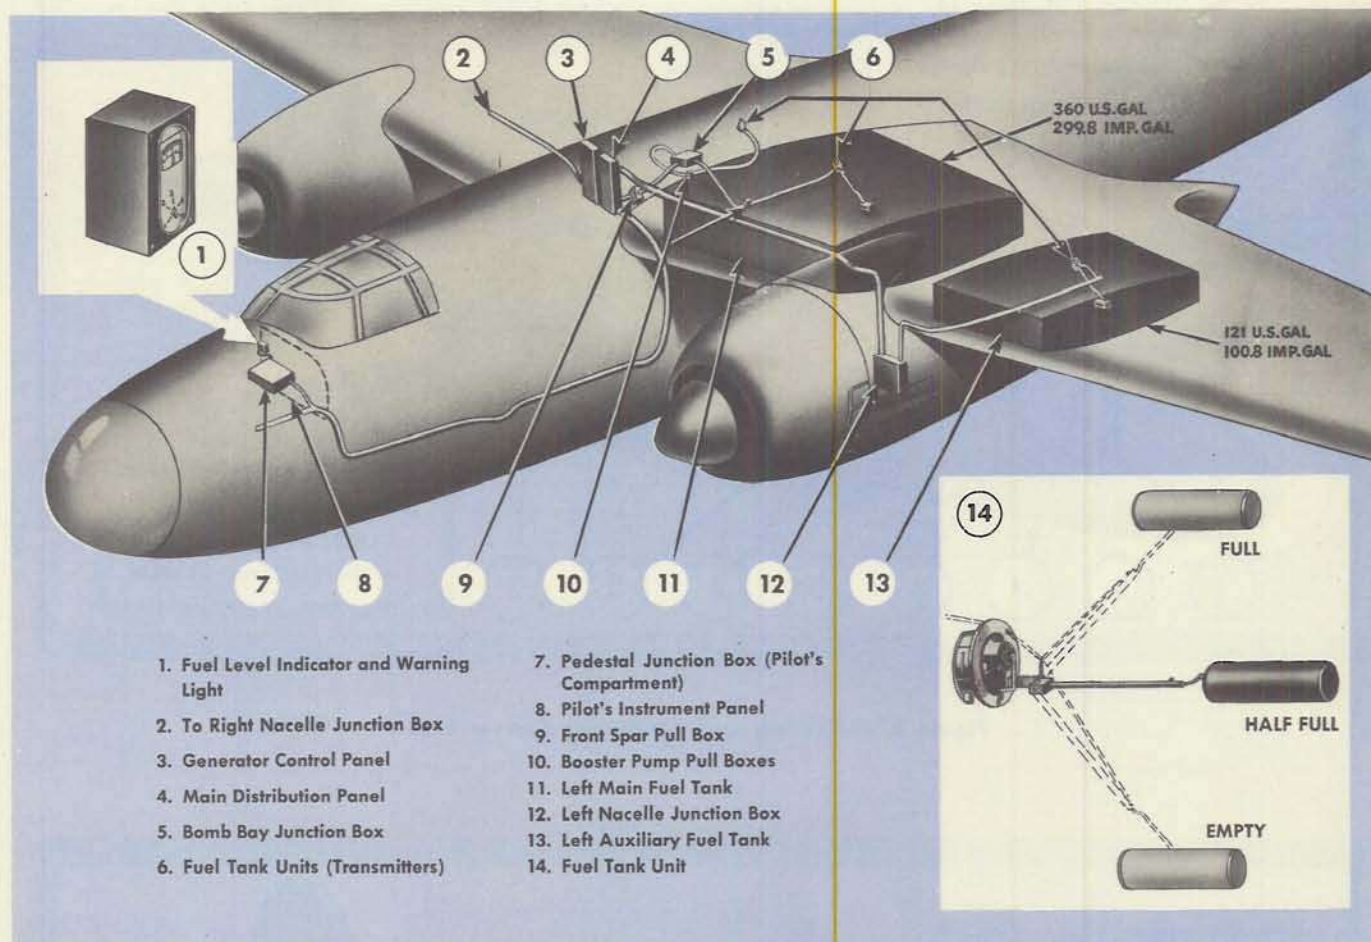 2
3
4
5
6
1
360 U.S.GAL
299.8 IMP.GAL
121 U.S.GAL
100.8 IMP.GAL
7
8
9
10
11
12
13
14
FULL
HALF FULL
EMPTY
1. Fuel Level Indicator and Warning
Light
2. To Right Nacelle Junction Box
3. Generator Control Panel
4. Main Distribution Panel
5. Bomb Bay Junction Box
6. Fuel Tank Units (Transmitters)
7. Pedestal Junction Box (Pilot's
Compartment)
8. Pilot's Instrument Panel
9. Front Spar Pull Box
10. Booster Pump Pull Boxes
11. Left Main Fuel Tank
12. Left Nacelle Junction Box
13. Left Auxiliary Fuel Tank
14. Fuel Tank Unit